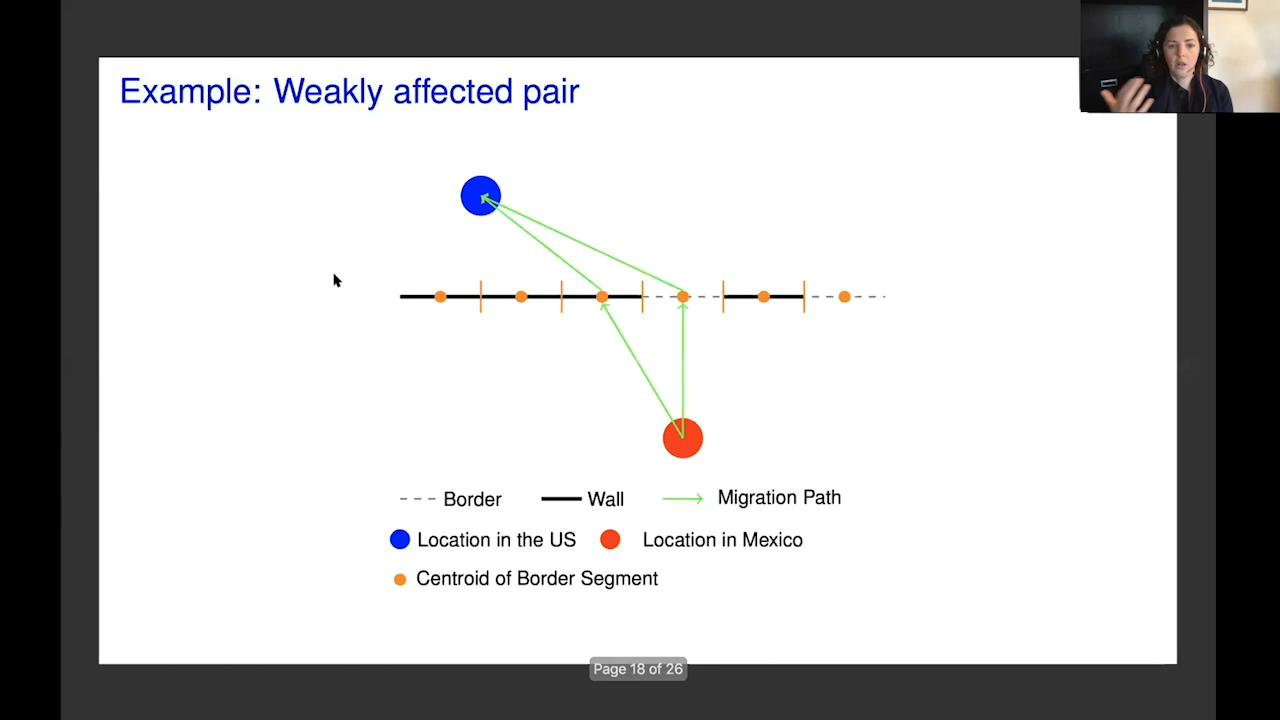 Example: Weakly affected pair
Border Wall Migration Path
Location in the US Location in Mexico
Centroid of Border Segment
Page 18 of 26